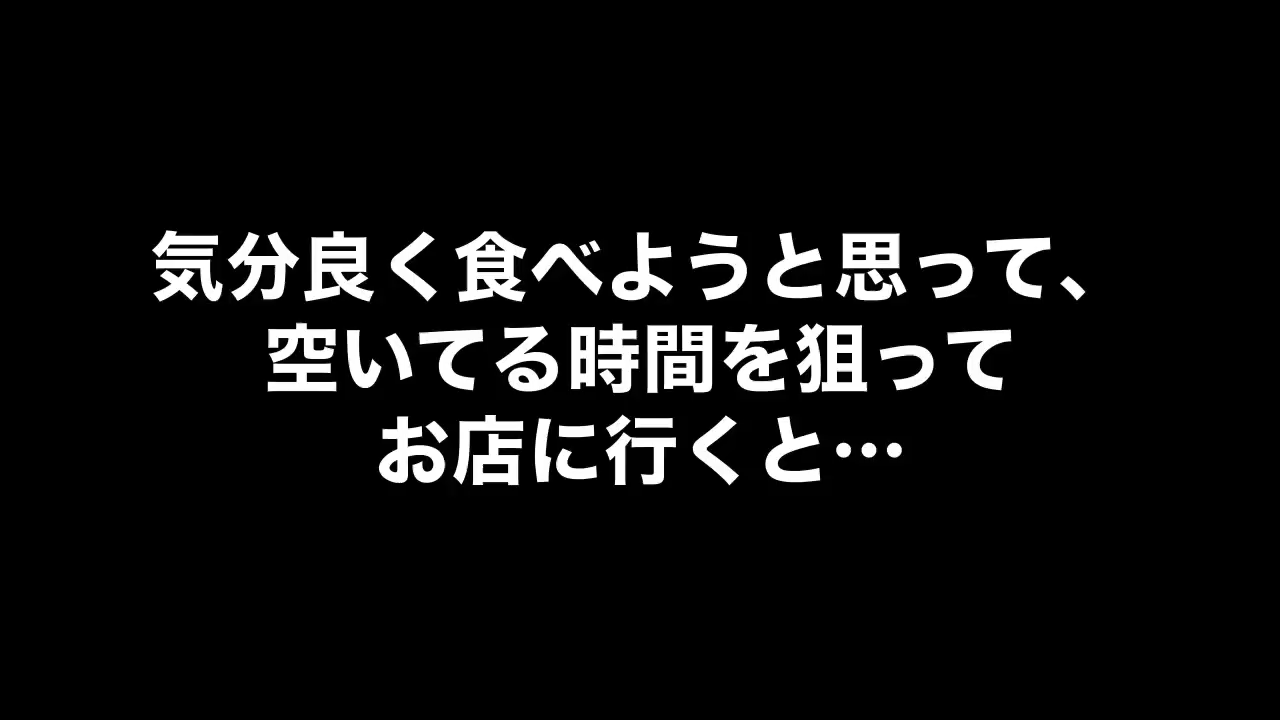 気分良く食べようと思って、
空いてる時間を狙って
お店に行くと…